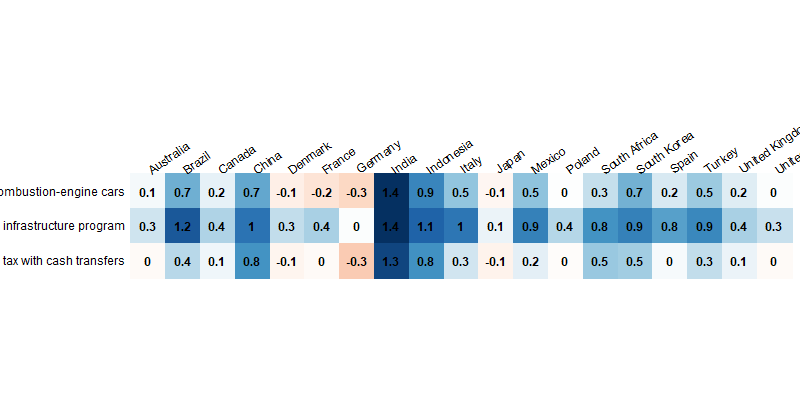 Australia Brazil Canada China Denmark France Germany India Indonesia Italy Japan Mexico Poland South Africa South Korea Spain Turkey United Kingdo Unite
ombustion-engine cars 0.1 0.7 0.2 0.7 -0.1 -0.2 -0.3 1.4 0.9 0.5 -0.1 0.5 0 0.3 0.7 0.2 0.5 0.2 0
infrastructure program 0.3 1.2 0.4 1 0.3 0.4 0 1.4 1.1 1 0.1 0.9 0.4 0.8 0.9 0.8 0.9 0.4 0.3
tax with cash transfers 0 0.4 0.1 0.8 -0.1 0 -0.3 1.3 0.8 0.3 -0.1 0.2 0 0.5 0.5 0 0.3 0.1 0